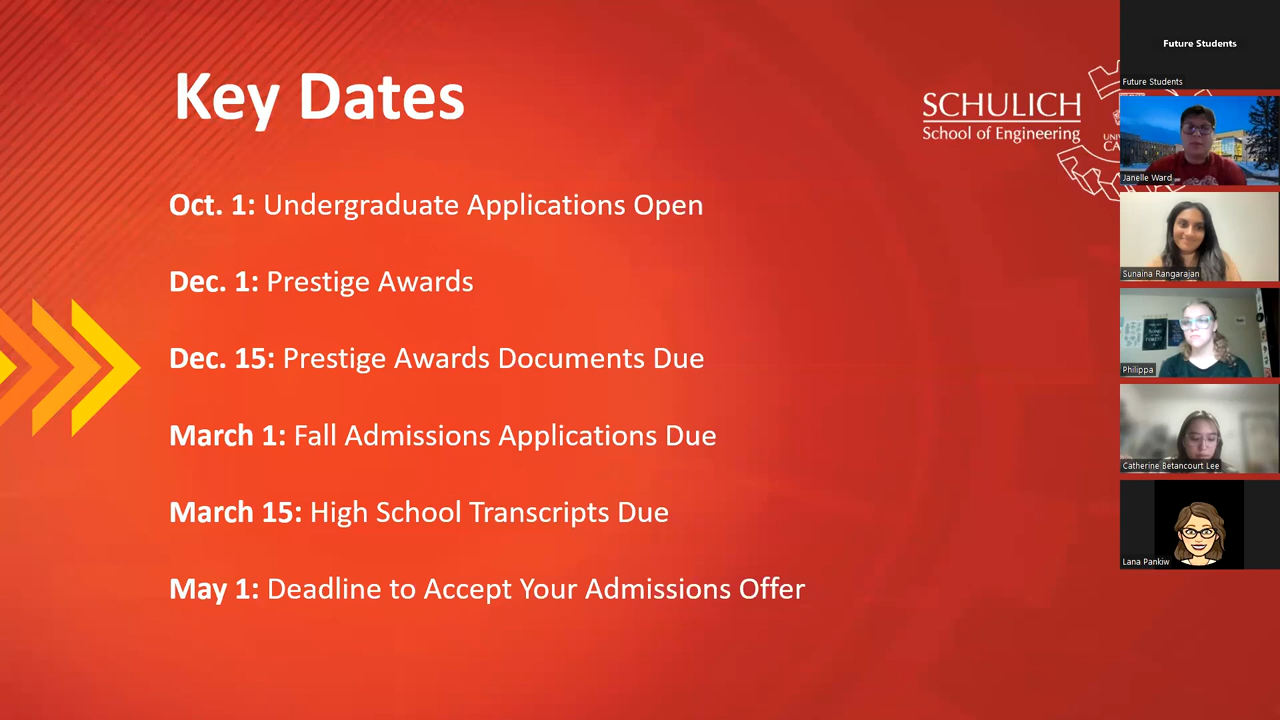 Key Dates
SCHULICH
School of Engineering
Oct. 1: Undergraduate Applications Open
Dec. 1: Prestige Awards
Dec. 15: Prestige Awards Documents Due
March 1: Fall Admissions Applications Due
March 15: High School Transcripts Due
May 1: Deadline to Accept Your Admissions Offer
Future Students
Future Students
Janelle Ward
Sunaina Rangarajan
Philippa
Catherine Betancourt Lee
Lana Pankiw